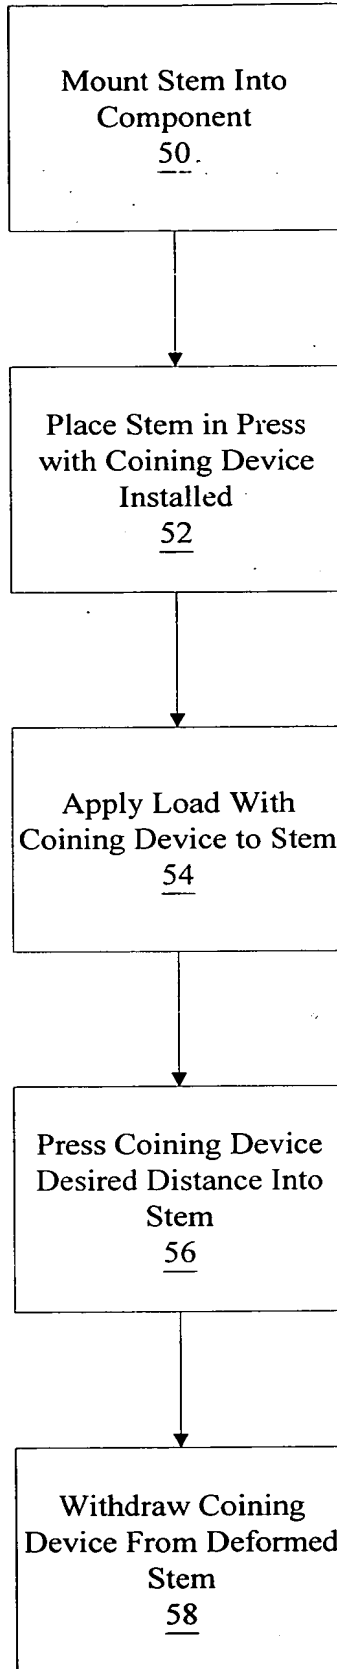 Mount Stem Into
Component
50
Place Stem in Press
with Coining Device
Installed
52
Apply Load With
Coining Device to Stem
54
Press Coining Device
Desired Distance Into
Stem
56
Withdraw Coining
Device From Deformed
Stem
58